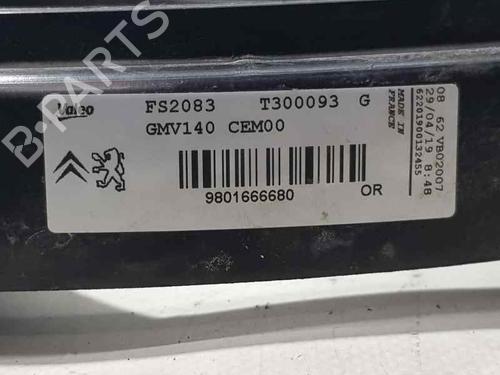 Valeo FS2083 T300093 G
GMV140 CEM00
9801666680
OR
MADE IN
FRANCE
08 62 VB02007
29/04/19 8:48
62201900132455
B-PARTS